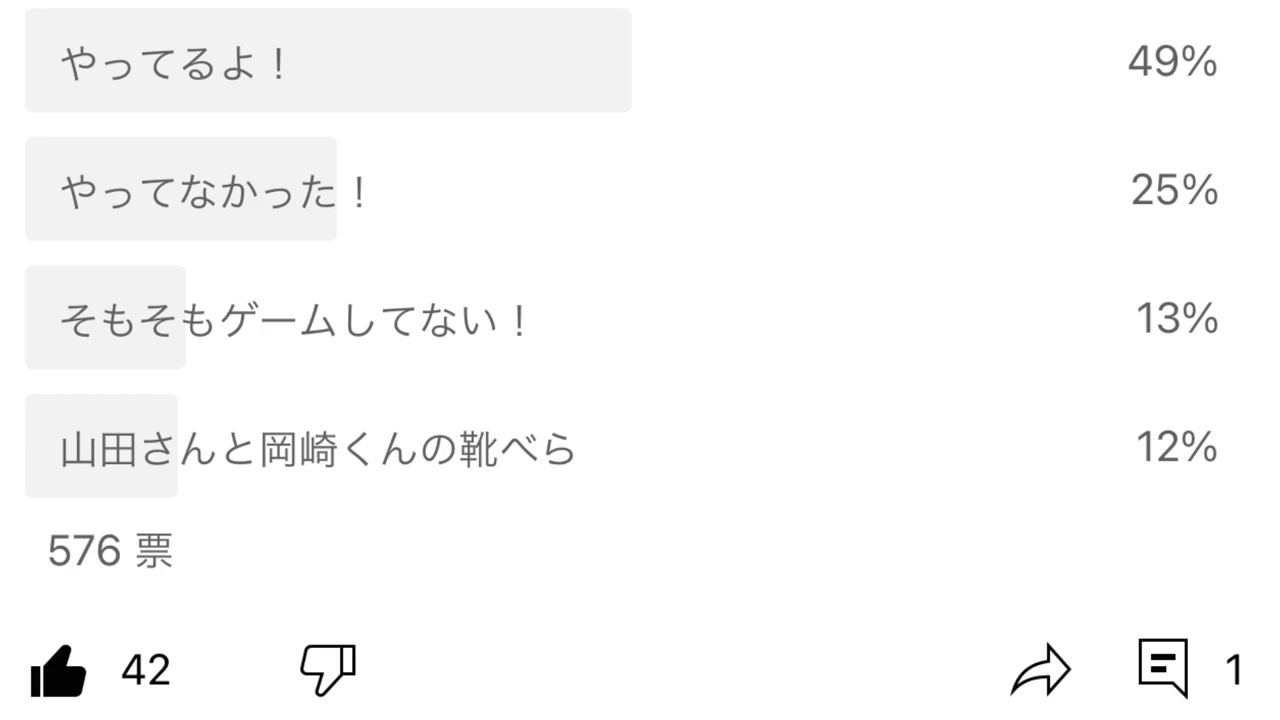 やってるよ！ 49%
やってなかった！ 25%
そもそもゲームしてない！ 13%
山田さんと岡崎くんの靴べら 12%
576 票
42 1